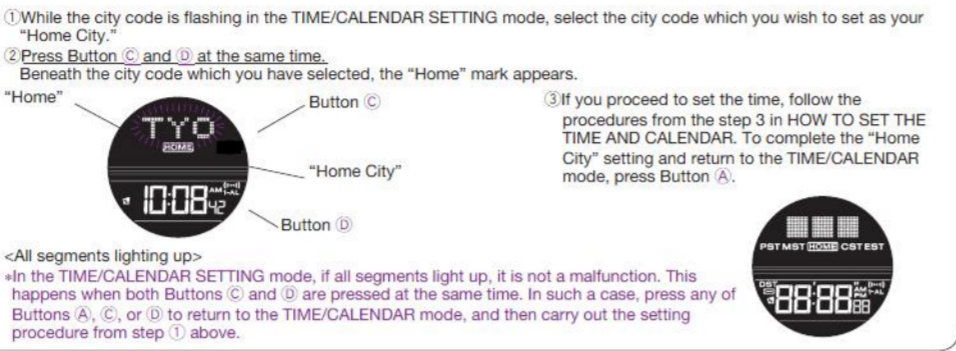 ①While the city code is flashing in the TIME/CALENDAR SETTING mode, select the city code which you wish to set as your
“Home City.”
②Press Button Ⓒ and Ⓓ at the same time.
Beneath the city code which you have selected, the “Home” mark appears.
“Home”
Button Ⓒ
“Home City”
Button Ⓓ
TYO
HOME
10:08 42 AM 1-AL
③If you proceed to set the time, follow the
procedures from the step 3 in HOW TO SET THE
TIME AND CALENDAR. To complete the “Home
City” setting and return to the TIME/CALENDAR
mode, press Button Ⓐ.
PST MST HOME CST EST
DST
88:88 88 AM PM 1-AL
<All segments lighting up>
*In the TIME/CALENDAR SETTING mode, if all segments light up, it is not a malfunction. This
happens when both Buttons Ⓒ and Ⓓ are pressed at the same time. In such a case, press any of
Buttons Ⓐ, Ⓒ, or Ⓓ to return to the TIME/CALENDAR mode, and then carry out the setting
procedure from step ① above.